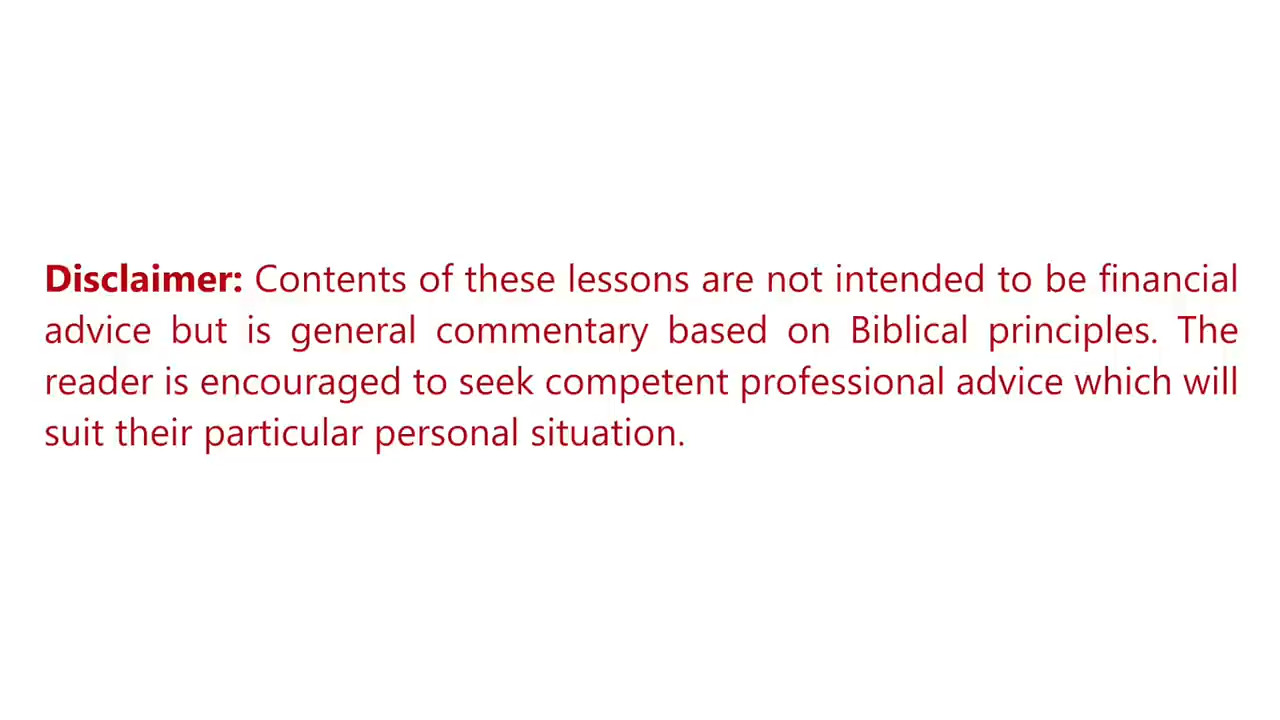 Disclaimer: Contents of these lessons are not intended to be financial
advice but is general commentary based on Biblical principles. The
reader is encouraged to seek competent professional advice which will
suit their particular personal situation.